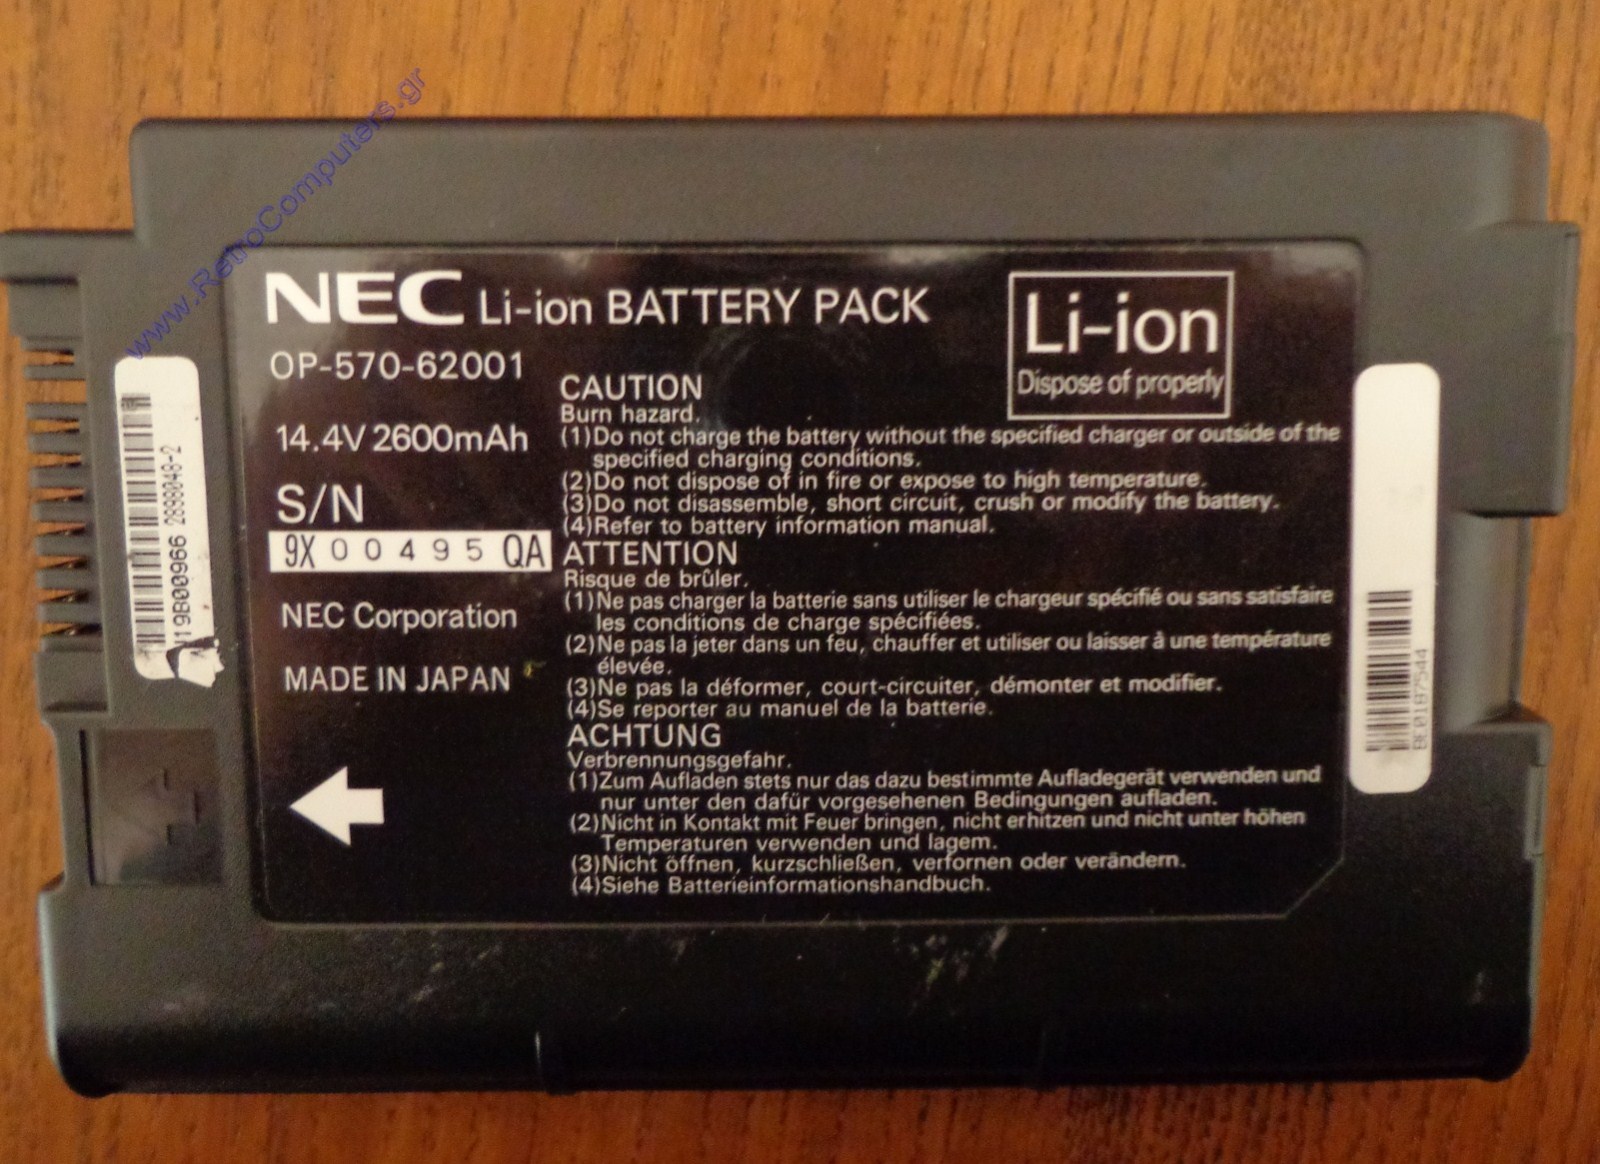 www.RetroComputers.gr
NEC Li-ion BATTERY PACK
OP-570-62001
14.4V 2600mAh
S/N
9X 0 0 4 9 5 QA
NEC Corporation
MADE IN JAPAN
Li-ion
Dispose of properly
CAUTION
Burn hazard.
(1)Do not charge the battery without the specified charger or outside of the
specified charging conditions.
(2)Do not dispose of in fire or expose to high temperature.
(3)Do not disassemble, short circuit, crush or modify the battery.
(4)Refer to battery information manual.
ATTENTION
Risque de brûler.
(1)Ne pas charger la batterie sans utiliser le chargeur spécifié ou sans satisfaire
les conditions de charge spécifiées.
(2)Ne pas la jeter dans un feu, chauffer et utiliser ou laisser à une température
élevée.
(3)Ne pas la déformer, court-circuiter, démonter et modifier.
(4)Se reporter au manuel de la batterie.
ACHTUNG
Verbrennungsgefahr.
(1)Zum Aufladen stets nur das dazu bestimmte Aufladegerät verwenden und
nur unter den dafür vorgesehenen Bedingungen aufladen.
(2)Nicht in Kontakt mit Feuer bringen, nicht erhitzen und nicht unter höhen
Temperaturen verwenden und lagem.
(3)Nicht öffnen, kurzschließen, verfornen oder verändern.
(4)Siehe Batterieinformationshandbuch.
2898048-2
BE0187544